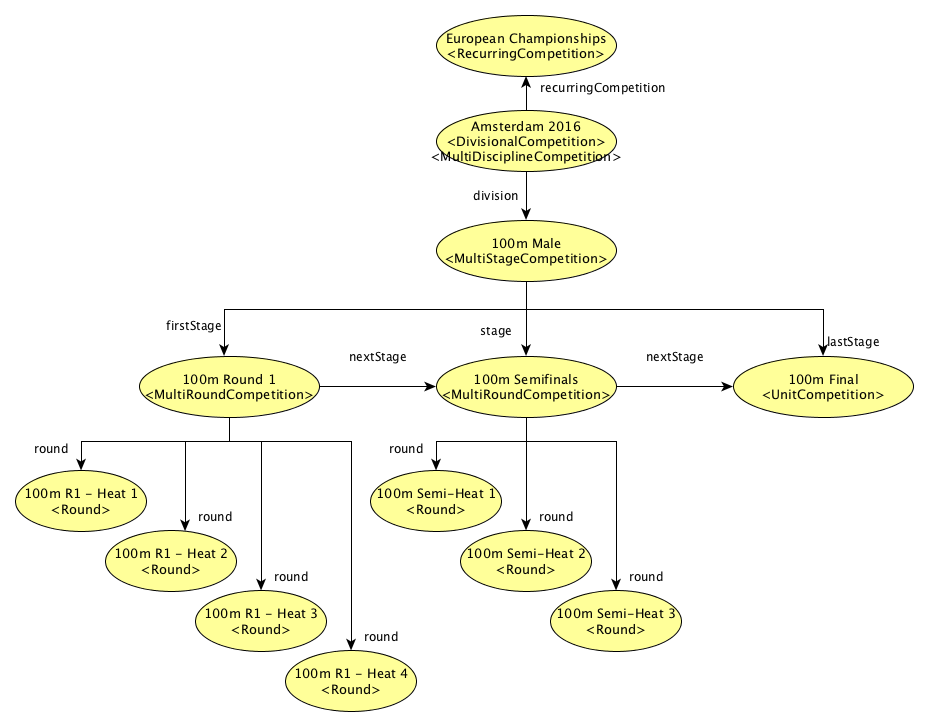 European Championships
<RecurringCompetition>
recurringCompetition
Amsterdam 2016
<DivisionalCompetition>
<MultiDisciplineCompetition>
division
100m Male
<MultiStageCompetition>
firstStage
stage
lastStage
nextStage
nextStage
100m Round 1
<MultiRoundCompetition>
100m Semifinals
<MultiRoundCompetition>
100m Final
<UnitCompetition>
round
round
100m R1 - Heat 1
<Round>
100m Semi-Heat 1
<Round>
round
round
100m R1 - Heat 2
<Round>
100m Semi-Heat 2
<Round>
round
round
100m R1 - Heat 3
<Round>
100m Semi-Heat 3
<Round>
round
100m R1 - Heat 4
<Round>